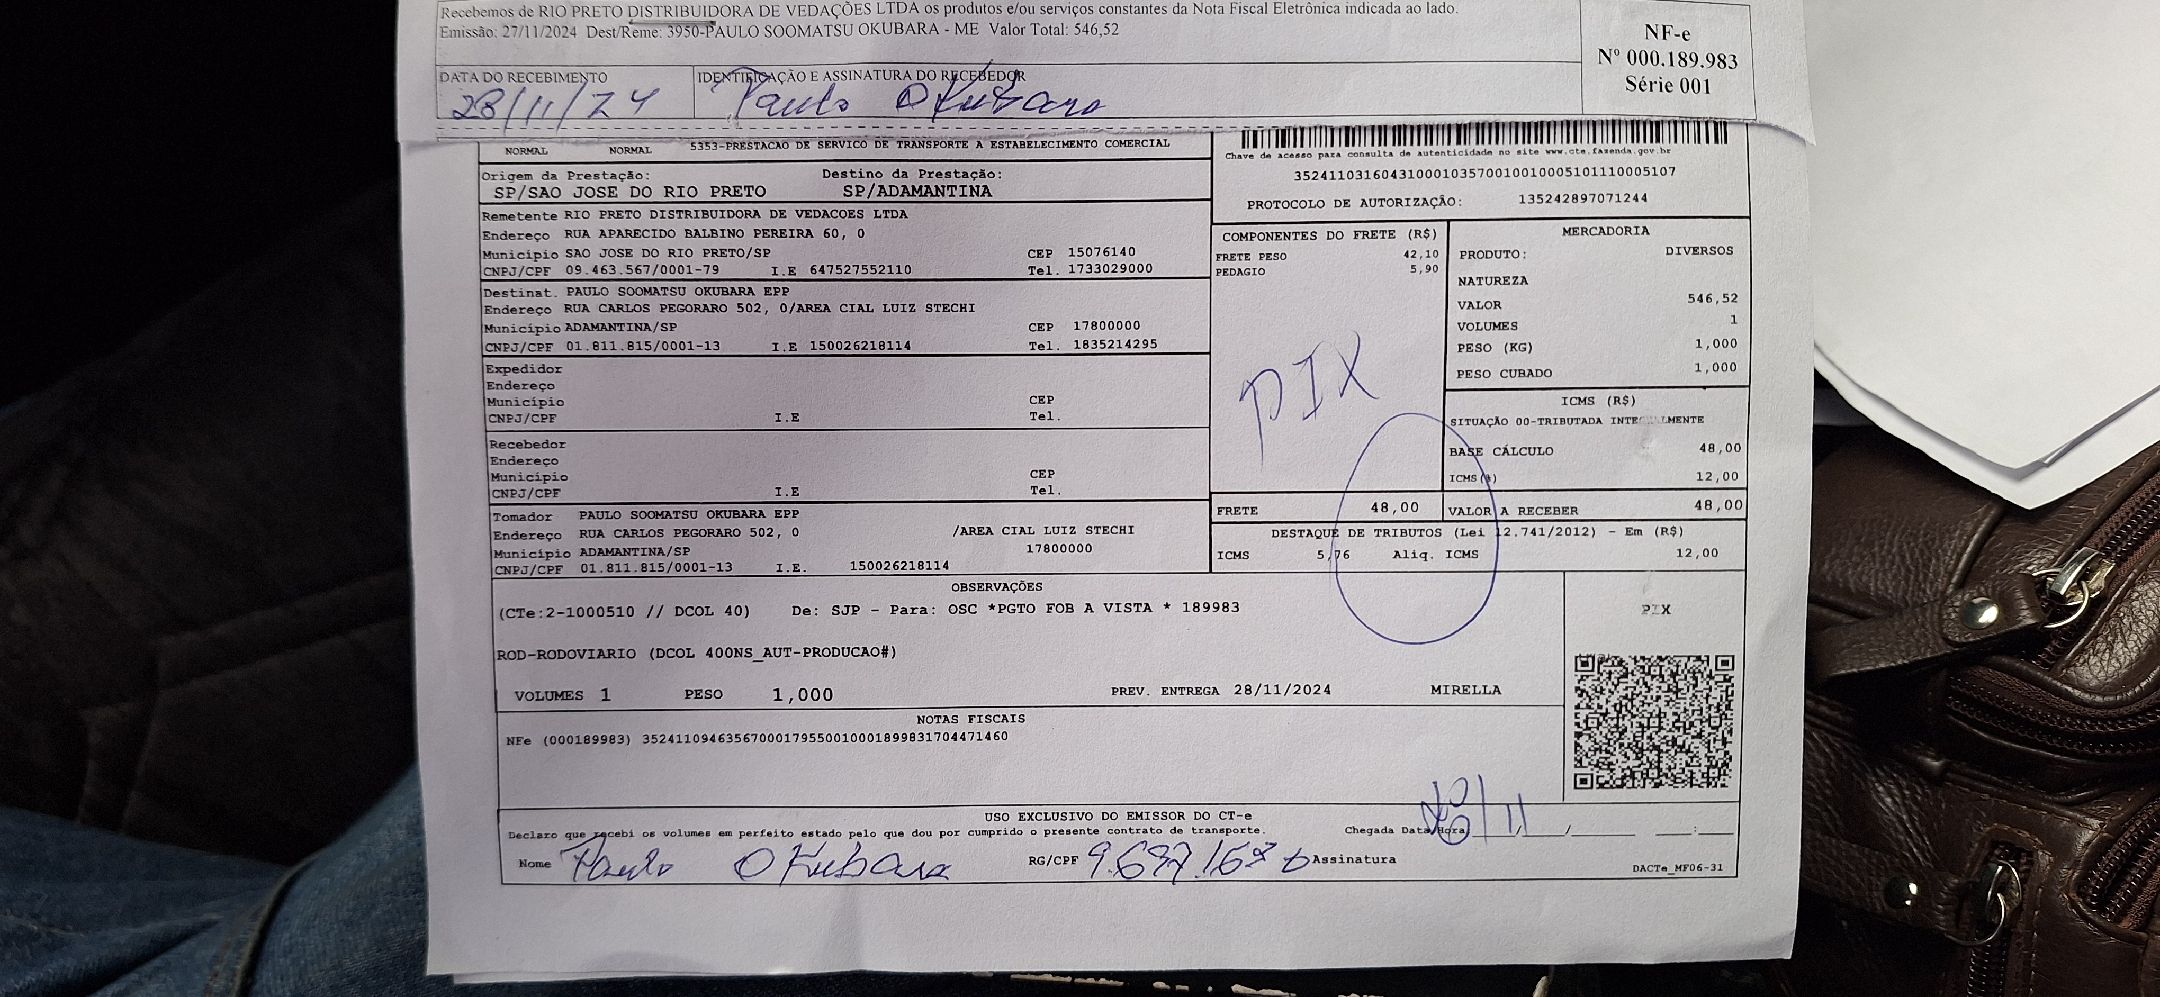 Recebemos de RIO PRETO DISTRIBUIDORA DE VEDAÇÕES LTDA os produtos e/ou serviços constantes da Nota Fiscal Eletrônica indicada ao lado.
Emissão: 27/11/2024 Dest/Reme: 3950-PAULO SOOMATSU OKUBARA - ME Valor Total: 546,52
NF-e
Nº 000.189.983
Série 001
DATA DO RECEBIMENTO
28/11/24
IDENTIFICAÇÃO E ASSINATURA DO RECEBEDOR
Paulo Okubara
NORMAL NORMAL 5353-PRESTACAO DE SERVICO DE TRANSPORTE A ESTABELECIMENTO COMERCIAL
Chave de acesso para consulta de autenticidade no site www.cte.fazenda.gov.br
35241103160431000103570010010005101110005107
PROTOCOLO DE AUTORIZAÇÃO: 135242897071244
Origem da Prestação: Destino da Prestação:
SP/SAO JOSE DO RIO PRETO SP/ADAMANTINA
Remetente RIO PRETO DISTRIBUIDORA DE VEDACOES LTDA
Endereço RUA APARECIDO BALBINO PEREIRA 60, 0
Município SAO JOSE DO RIO PRETO/SP CEP 15076140
CNPJ/CPF 09.463.567/0001-79 I.E 647527552110 Tel. 1733029000
Destinat. PAULO SOOMATSU OKUBARA EPP
Endereço RUA CARLOS PEGORARO 502, 0/AREA CIAL LUIZ STECHI
Município ADAMANTINA/SP CEP 17800000
CNPJ/CPF 01.811.815/0001-13 I.E 150026218114 Tel. 1835214295
Expedidor
Endereço
Município CEP
CNPJ/CPF I.E Tel.
Recebedor
Endereço
Município CEP
CNPJ/CPF I.E Tel.
Tomador PAULO SOOMATSU OKUBARA EPP
Endereço RUA CARLOS PEGORARO 502, 0 /AREA CIAL LUIZ STECHI
Município ADAMANTINA/SP 17800000
CNPJ/CPF 01.811.815/0001-13 I.E. 150026218114
COMPONENTES DO FRETE (R$)
FRETE PESO 42,10
PEDAGIO 5,90
PIX
FRETE 48,00
MERCADORIA
PRODUTO: DIVERSOS
NATUREZA
VALOR 546,52
VOLUMES 1
PESO (KG) 1,000
PESO CUBADO 1,000
ICMS (R$)
SITUAÇÃO 00-TRIBUTADA INTEGRALMENTE
BASE CÁLCULO 48,00
ICMS(%) 12,00
VALOR A RECEBER 48,00
DESTAQUE DE TRIBUTOS (Lei 12.741/2012) - Em (R$)
ICMS 5,76 Aliq. ICMS 12,00
OBSERVAÇÕES
(CTe:2-1000510 // DCOL 40) De: SJP - Para: OSC *PGTO FOB A VISTA * 189983
ROD-RODOVIARIO (DCOL 400NS_AUT-PRODUCAO#)
VOLUMES 1 PESO 1,000 PREV. ENTREGA 28/11/2024 MIRELLA
PIX
NOTAS FISCAIS
NFe (000189983) 35241109463567000179550010001899831704471460
USO EXCLUSIVO DO EMISSOR DO CT-e
Declaro que recebi os volumes em perfeito estado pelo que dou por cumprido o presente contrato de transporte.
Chegada Data/Hora
Nome Paulo Okubara RG/CPF Assinatura
DACTe_MF06-31